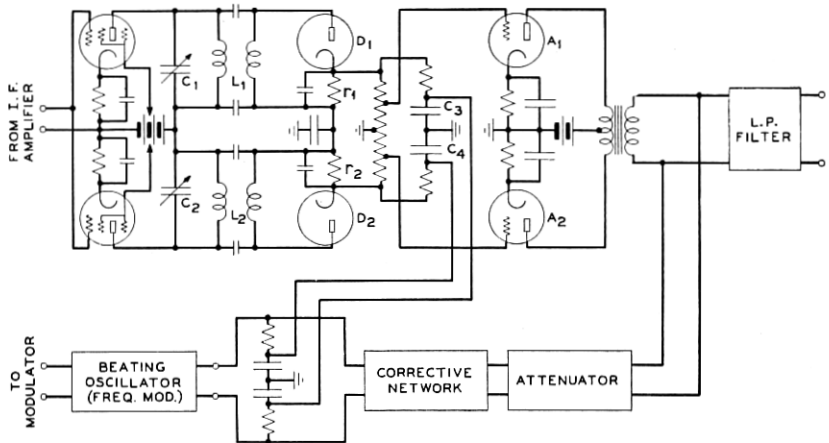 FROM I.F.
AMPLIFIER
C1
L1
D1
r1
C3
A1
L.P.
FILTER
C2
L2
D2
r2
C4
A2
TO
MODULATOR
BEATING
OSCILLATOR
(FREQ. MOD.)
CORRECTIVE
NETWORK
ATTENUATOR